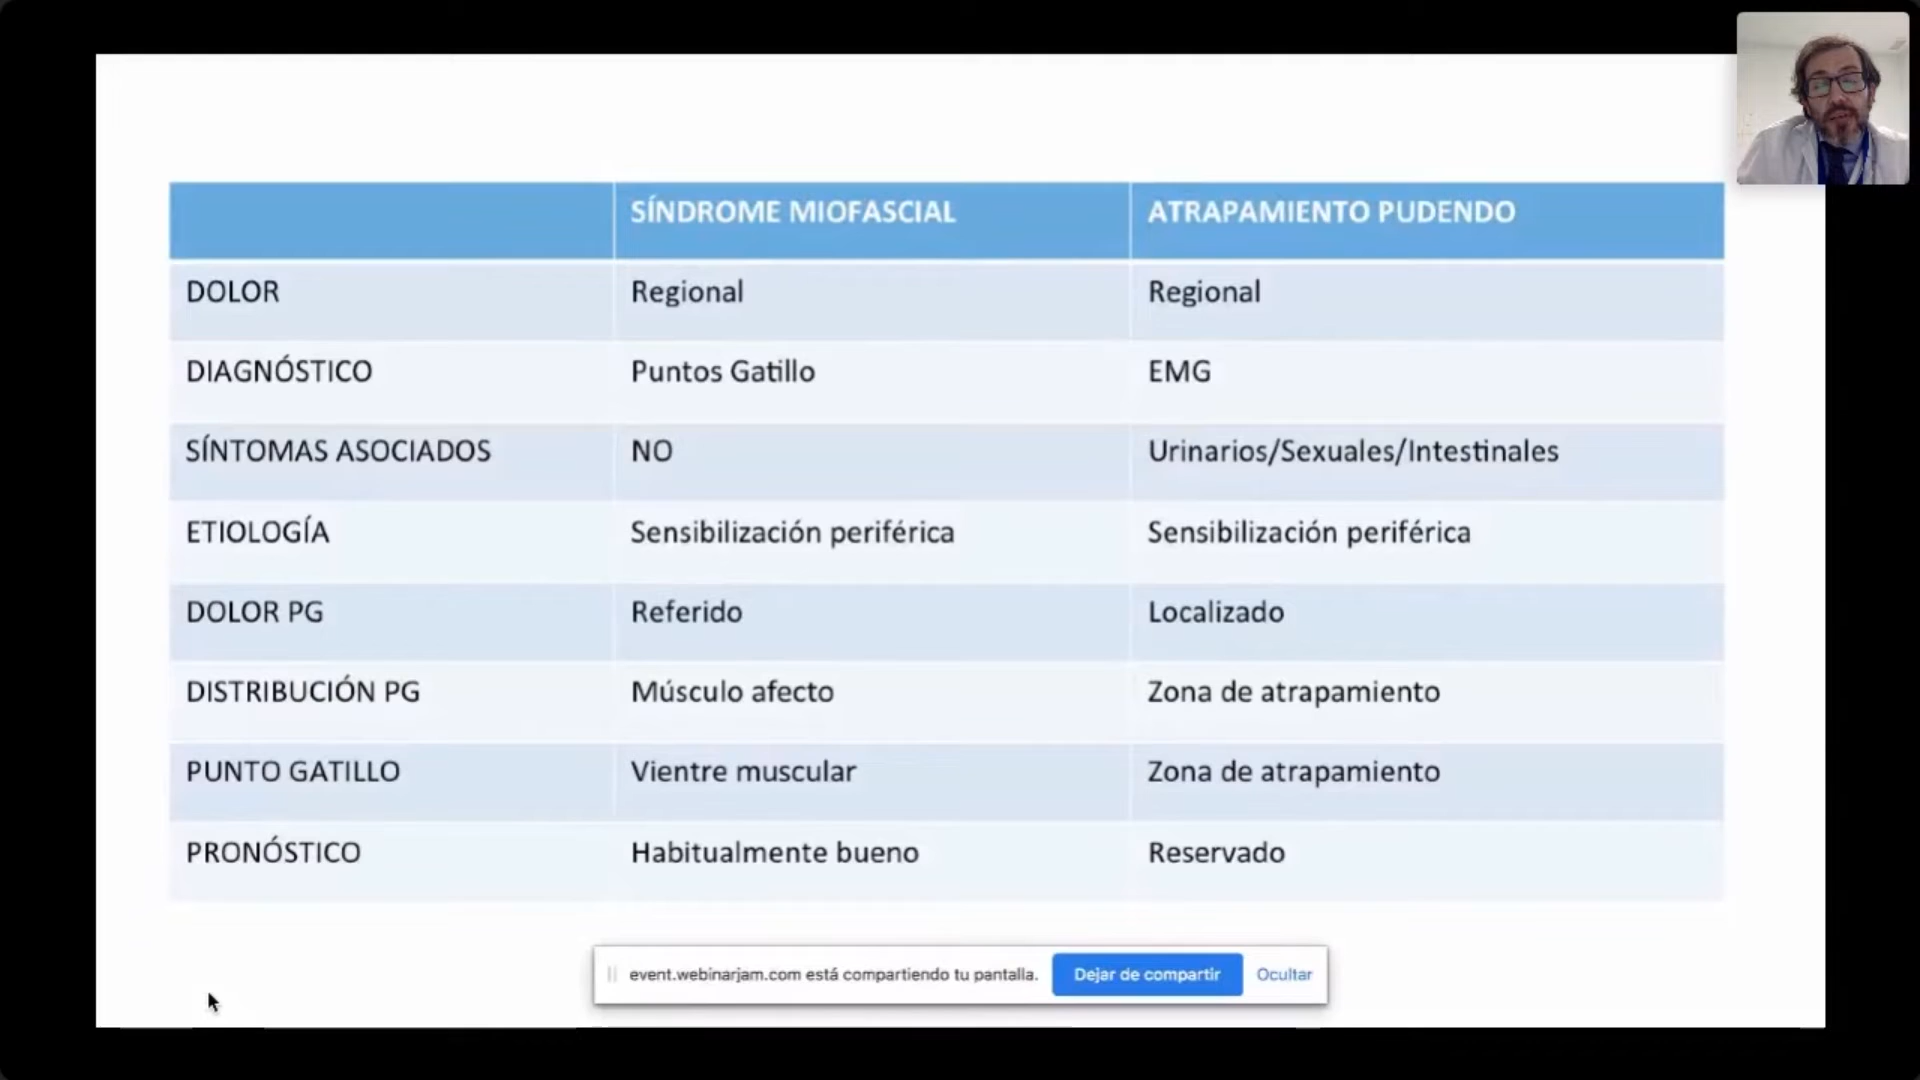 SÍNDROME MIOFASCIAL ATRAPAMIENTO PUDENDO
DOLOR Regional Regional
DIAGNÓSTICO Puntos Gatillo EMG
SÍNTOMAS ASOCIADOS NO Urinarios/Sexuales/Intestinales
ETIOLOGÍA Sensibilización periférica Sensibilización periférica
DOLOR PG Referido Localizado
DISTRIBUCIÓN PG Músculo afecto Zona de atrapamiento
PUNTO GATILLO Vientre muscular Zona de atrapamiento
PRONÓSTICO Habitualmente bueno Reservado
event.webinarjam.com está compartiendo tu pantalla. Dejar de compartir Ocultar